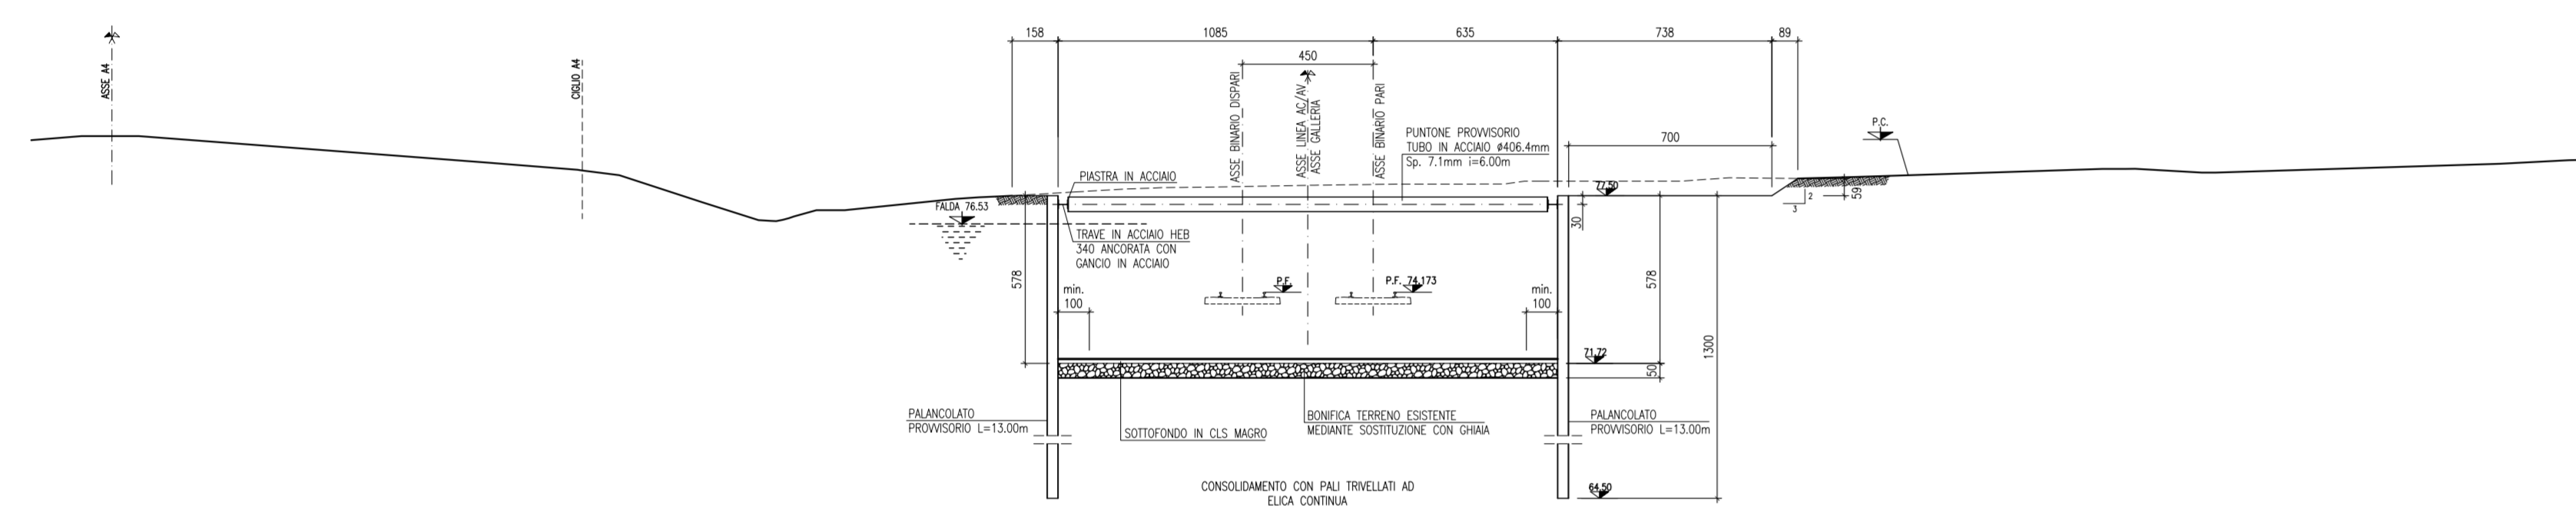 158
1085
635
738
89
450
ASSE A4
CIGLIO A4
ASSE BINARIO DISPARI
ASSE LINEA AC/AV
ASSE GALLERIA
ASSE BINARIO PARI
PUNTONE PROVVISORIO
TUBO IN ACCIAIO ø406.4mm
Sp. 7.1mm i=6.00m
700
P.C.
PIASTRA IN ACCIAIO
77,50
59
2
3
FALDA 76.53
30
TRAVE IN ACCIAIO HEB
340 ANCORATA CON
GANCIO IN ACCIAIO
578
578
P.F.
P.F. 74,173
min.
100
min.
100
1300
71,72
50
PALANCOLATO
PROVVISORIO L=13.00m
SOTTOFONDO IN CLS MAGRO
BONIFICA TERRENO ESISTENTE
MEDIANTE SOSTITUZIONE CON GHIAIA
PALANCOLATO
PROVVISORIO L=13.00m
CONSOLIDAMENTO CON PALI TRIVELLATI AD
ELICA CONTINUA
64,50